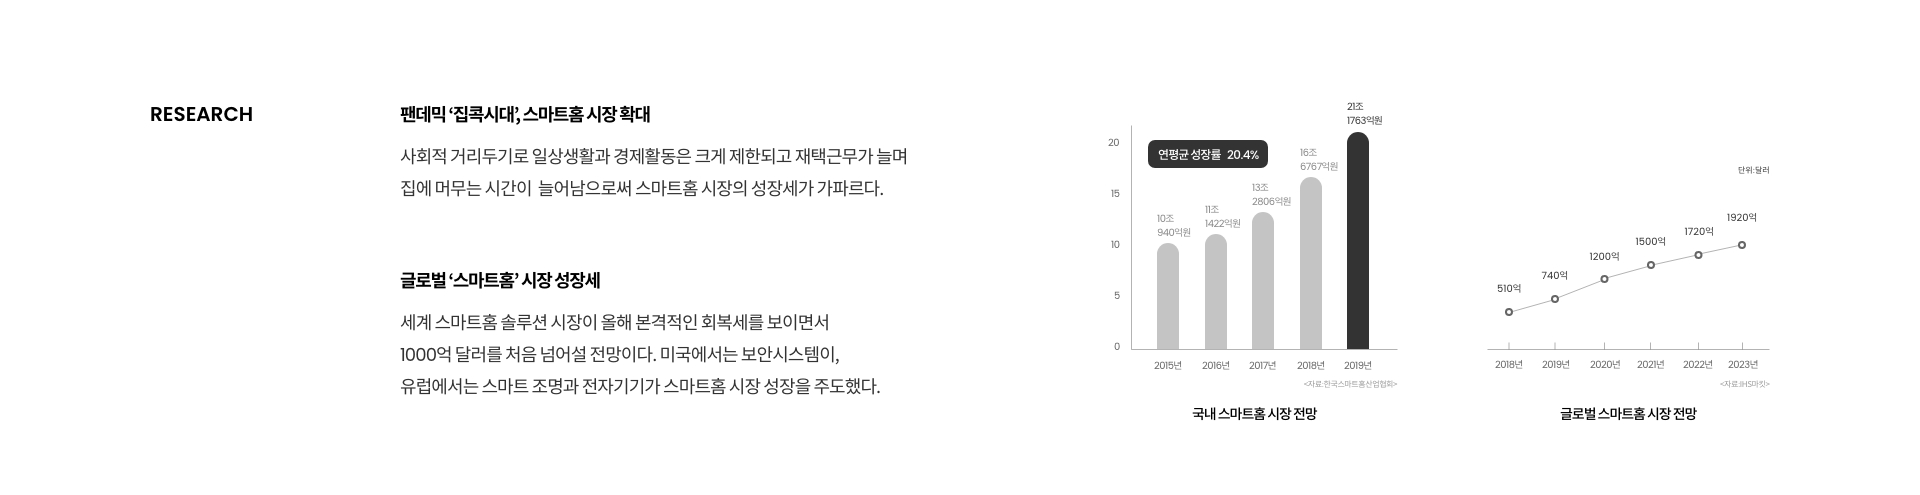 RESEARCH
팬데믹 ‘집콕시대’, 스마트홈 시장 확대
사회적 거리두기로 일상생활과 경제활동은 크게 제한되고 재택근무가 늘며
집에 머무는 시간이 늘어남으로써 스마트홈 시장의 성장세가 가파르다.
글로벌 ‘스마트홈’ 시장 성장세
세계 스마트홈 솔루션 시장이 올해 본격적인 회복세를 보이면서
1000억 달러를 처음 넘어설 전망이다. 미국에서는 보안시스템이,
유럽에서는 스마트 조명과 전자기기가 스마트홈 시장 성장을 주도했다.
연평균 성장률 20.4%
20
15
10
5
0
10조
940억원
11조
1422억원
13조
2806억원
16조
6767억원
21조
1763억원
2015년 2016년 2017년 2018년 2019년
<자료:한국스마트홈산업협회>
국내 스마트홈 시장 전망
단위:달러
510억
740억
1200억
1500억
1720억
1920억
2018년 2019년 2020년 2021년 2022년 2023년
<자료:IHS마킷>
글로벌 스마트홈 시장 전망